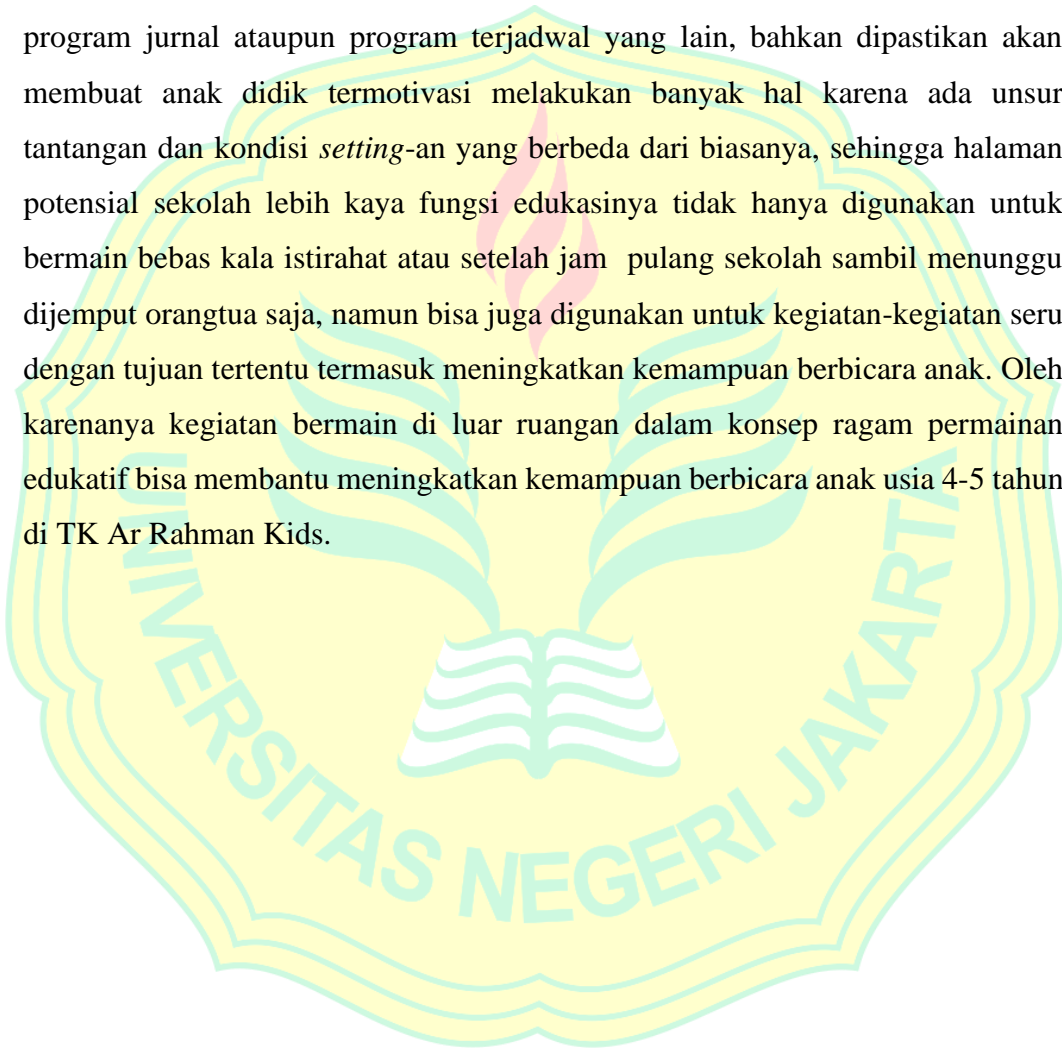 program jurnal ataupun program terjadwal yang lain, bahkan dipastikan akan
membuat anak didik termotivasi melakukan banyak hal karena ada unsur
tantangan dan kondisi setting-an yang berbeda dari biasanya, sehingga halaman
potensial sekolah lebih kaya fungsi edukasinya tidak hanya digunakan untuk
bermain bebas kala istirahat atau setelah jam pulang sekolah sambil menunggu
dijemput orangtua saja, namun bisa juga digunakan untuk kegiatan-kegiatan seru
dengan tujuan tertentu termasuk meningkatkan kemampuan berbicara anak. Oleh
karenanya kegiatan bermain di luar ruangan dalam konsep ragam permainan
edukatif bisa membantu meningkatkan kemampuan berbicara anak usia 4-5 tahun
di TK Ar Rahman Kids.
UNIVERSITAS NEGERI JAKARTA